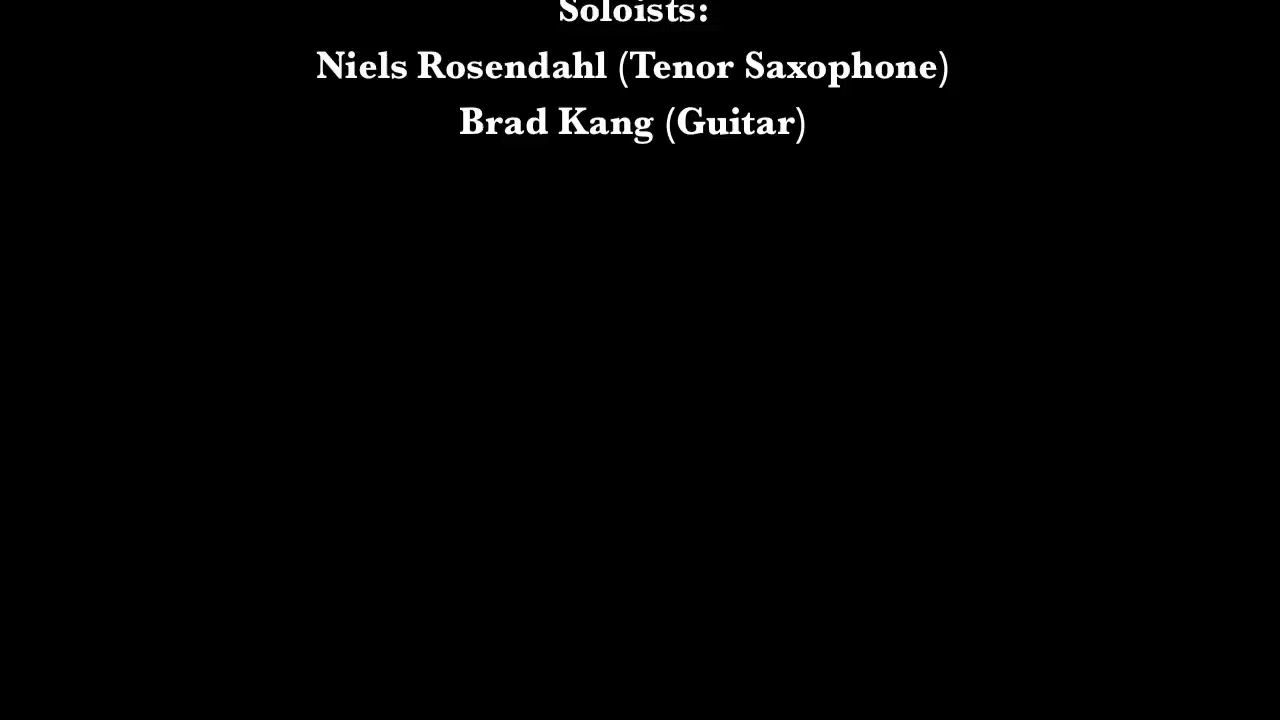 Soloists:
Niels Rosendahl (Tenor Saxophone)
Brad Kang (Guitar)